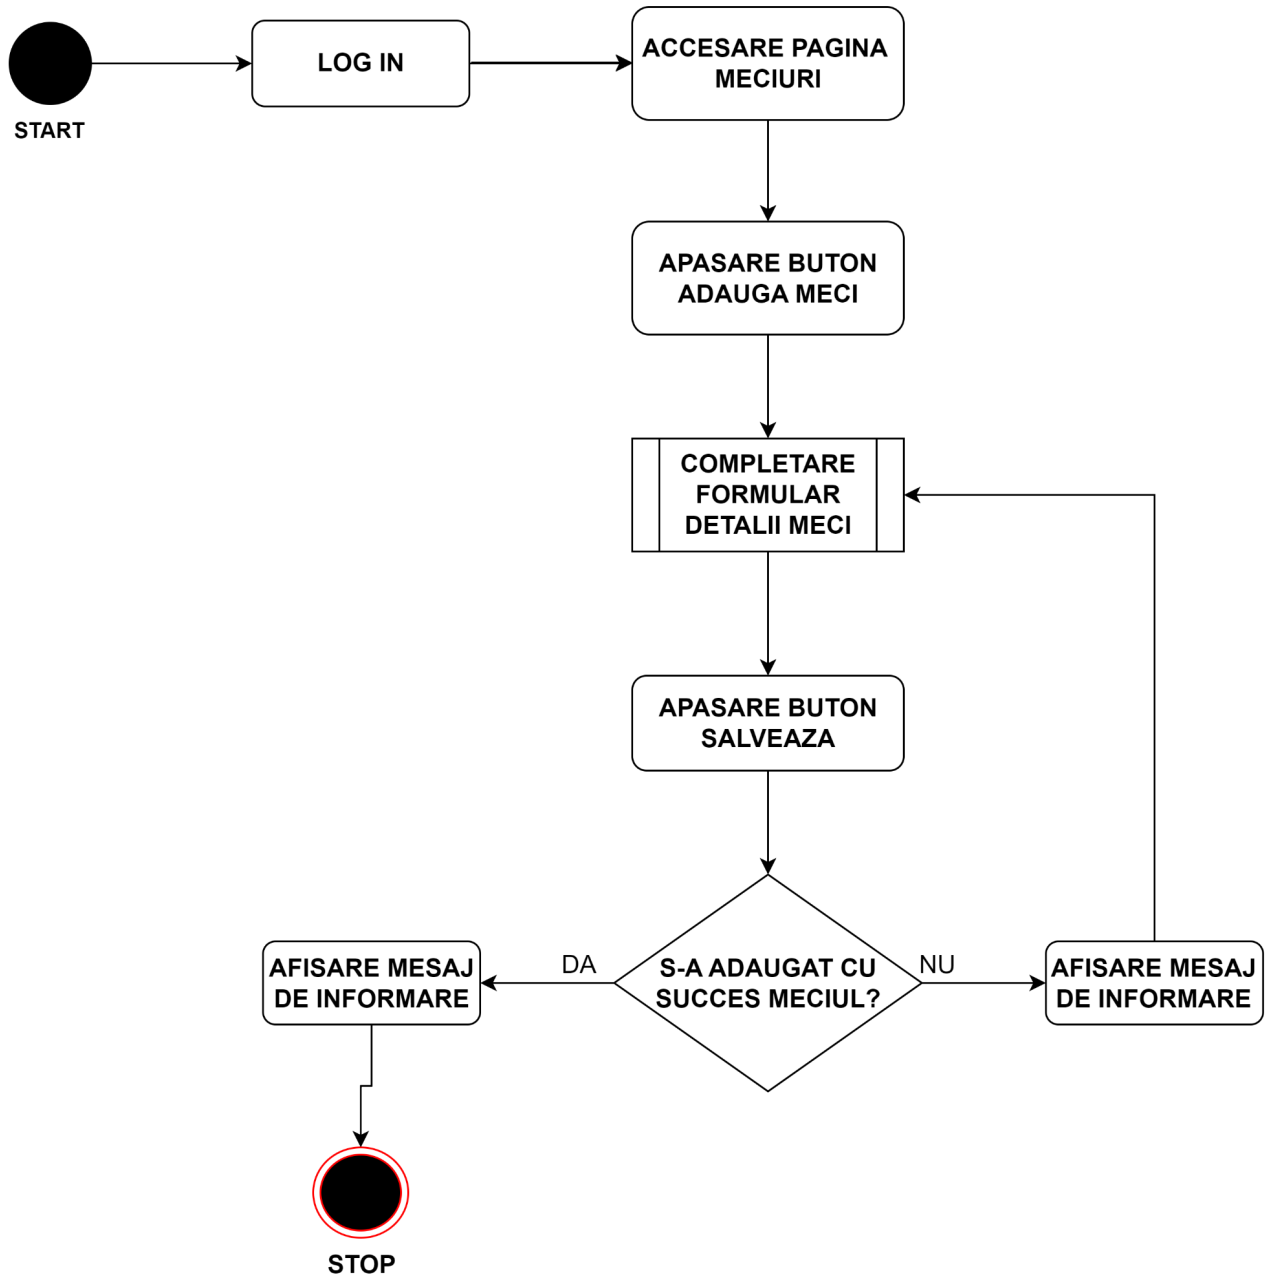 START
LOG IN
ACCESARE PAGINA
MECIURI
APASARE BUTON
ADAUGA MECI
COMPLETARE
FORMULAR
DETALII MECI
APASARE BUTON
SALVEAZA
S-A ADAUGAT CU
SUCCES MECIUL?
DA
NU
AFISARE MESAJ
DE INFORMARE
AFISARE MESAJ
DE INFORMARE
STOP